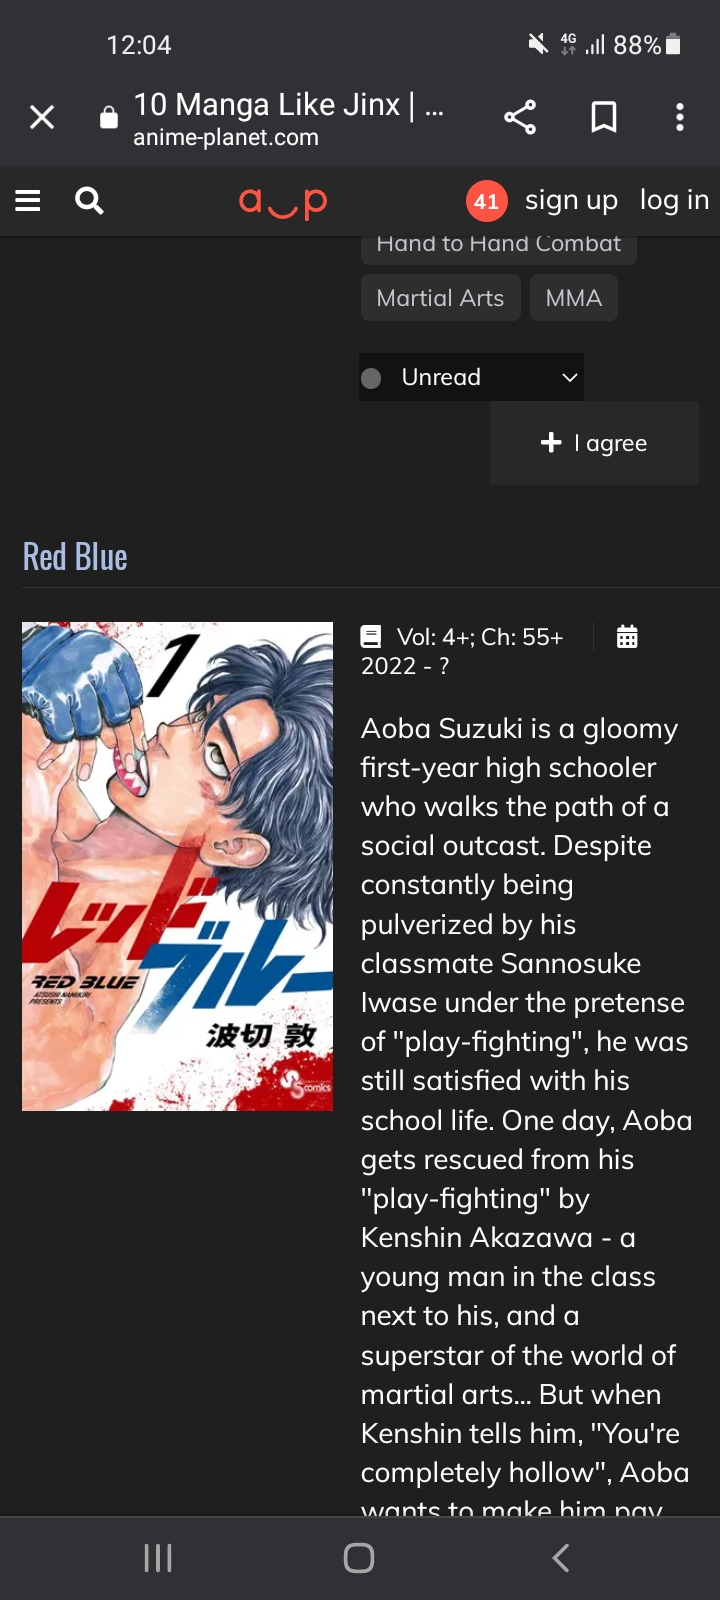 12:04
4G
88%
10 Manga Like Jinx | ...
anime-planet.com
a p
41
sign up
log in
Hand to Hand Combat
Martial Arts
MMA
Unread
+ I agree
Red Blue
Vol: 4+; Ch: 55+
2022 - ?
1
レッド
ブルー
RED BLUE
ATSUSHI NAMIKIRI
PRESENTS
波切 敦
comics
Aoba Suzuki is a gloomy
first-year high schooler
who walks the path of a
social outcast. Despite
constantly being
pulverized by his
classmate Sannosuke
Iwase under the pretense
of "play-fighting", he was
still satisfied with his
school life. One day, Aoba
gets rescued from his
"play-fighting" by
Kenshin Akazawa - a
young man in the class
next to his, and a
superstar of the world of
martial arts... But when
Kenshin tells him, "You're
completely hollow", Aoba
wants to make him pay